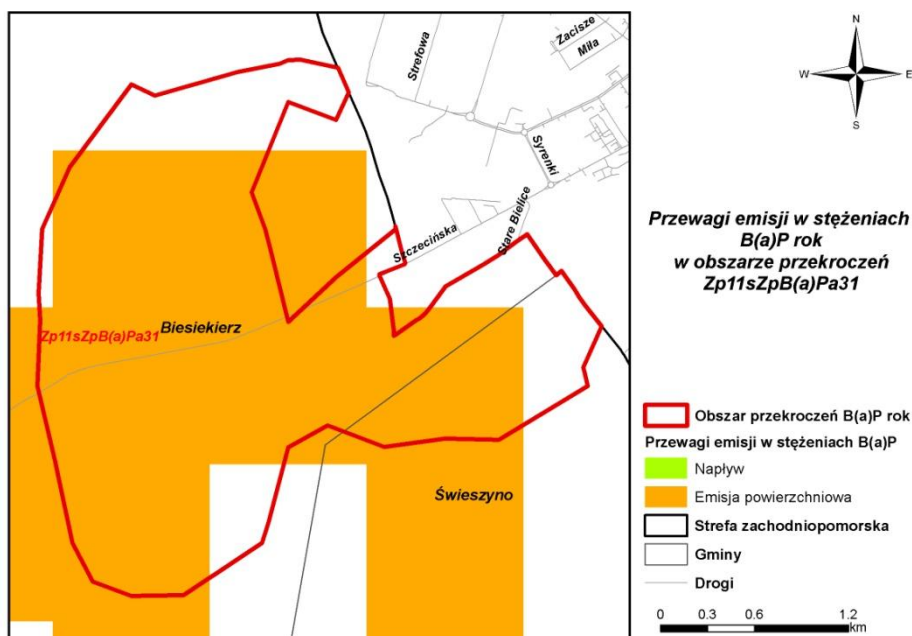 Zacisze
Miła
Strefowa
Syrenki
Szczecińska
Stare Bielice
Biesiekierz
Zp11sZpB(a)Pa31
Świeszyno
N
W
E
S
Przewagi emisji w stężeniach
B(a)P rok
w obszarze przekroczeń
Zp11sZpB(a)Pa31
Obszar przekroczeń B(a)P rok
Przewagi emisji w stężeniach B(a)P
Napływ
Emisja powierzchniowa
Strefa zachodniopomorska
Gminy
Drogi
0 0.3 0.6 1.2
km